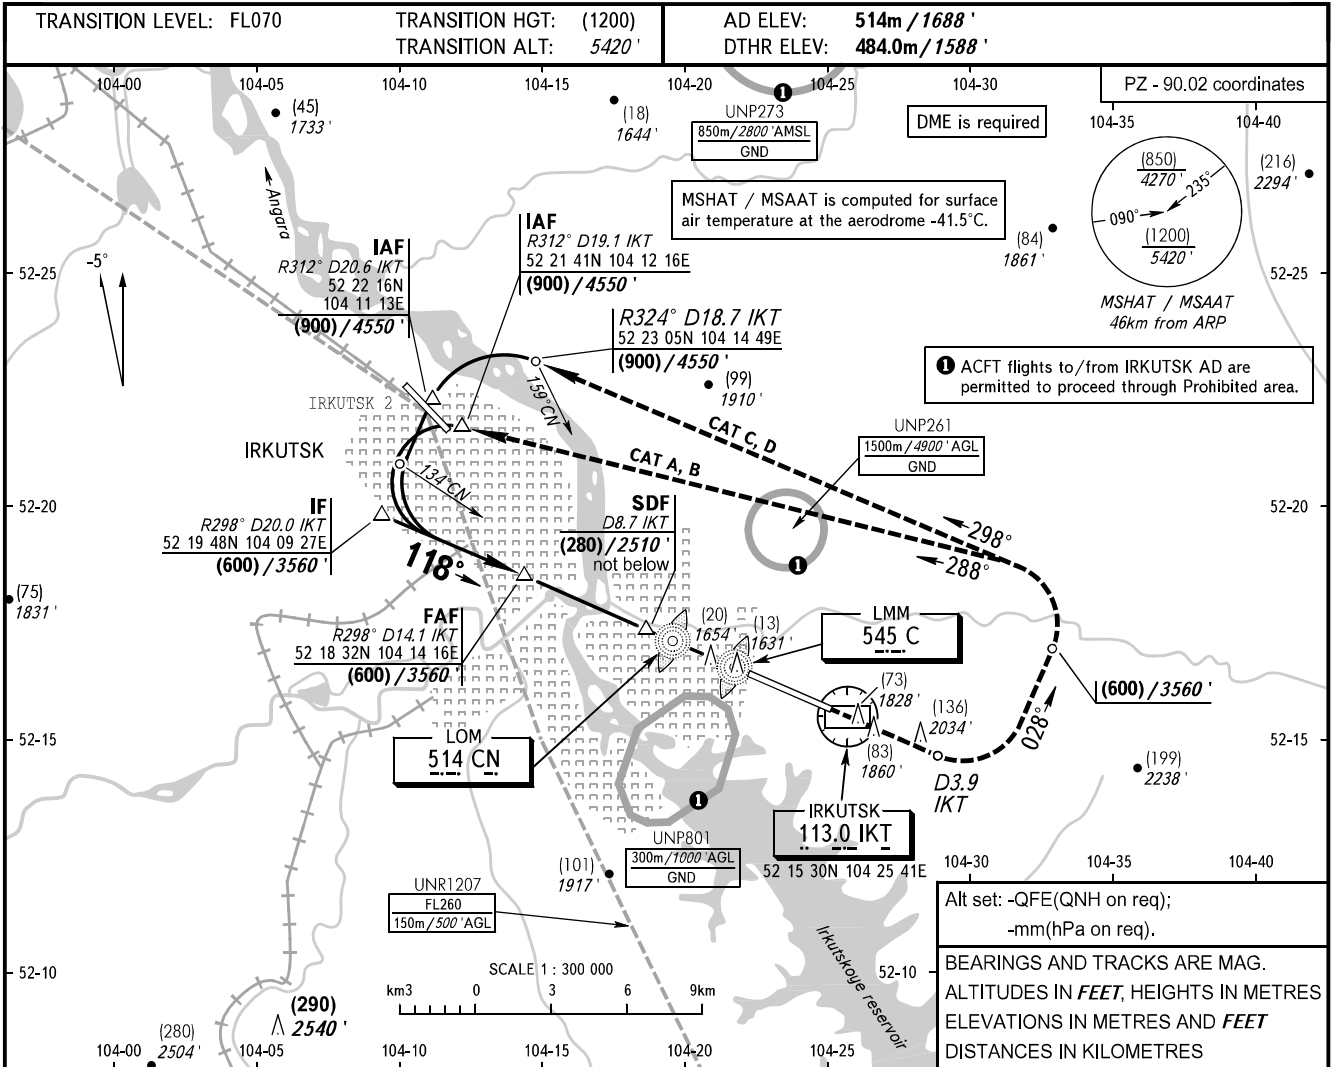 TRANSITION LEVEL: FL070
TRANSITION HGT: (1200)
TRANSITION ALT: 5420 '
AD ELEV: 514m / 1688 '
DTHR ELEV: 484.0m / 1588 '
104-00 104-05 104-10 104-15 104-20 104-25 104-30
PZ - 90.02 coordinates
104-35 104-40
(45)
1733 '
(18)
1644 '
1
UNP273
850m / 2800 ' AMSL
GND
DME is required
(850)
4270 '
235°
090°
(1200)
5420 '
MSHAT / MSAAT
46km from ARP
(216)
2294 '
MSHAT / MSAAT is computed for surface
air temperature at the aerodrome -41.5°C.
(84)
1861 '
Angara
-5°
52-25
52-25
IAF
R312° D20.6 IKT
52 22 16N
104 11 13E
(900) / 4550 '
IAF
R312° D19.1 IKT
52 21 41N 104 12 16E
(900) / 4550 '
R324° D18.7 IKT
52 23 05N 104 14 49E
(900) / 4550 '
1 ACFT flights to/from IRKUTSK AD are
permitted to proceed through Prohibited area.
(99)
1910 '
159° CN
CAT C, D
CAT A, B
IRKUTSK 2
IRKUTSK
UNP261
1500m / 4900 ' AGL
GND
1
134° CN
52-20
52-20
IF
R298° D20.0 IKT
52 19 48N 104 09 27E
(600) / 3560 '
SDF
D8.7 IKT
(280) / 2510 '
not below
298°
288°
118°
(75)
1831 '
FAF
R298° D14.1 IKT
52 18 32N 104 14 16E
(600) / 3560 '
(20)
1654 '
(13)
1631 '
LMM
545 C
(73)
1828 '
(136)
2034 '
(83)
1860 '
028°
(600) / 3560 '
52-15
52-15
LOM
514 CN
D3.9
IKT
(199)
2238 '
1
IRKUTSK
113.0 IKT
52 15 30N 104 25 41E
UNP801
300m / 1000 ' AGL
GND
(101)
1917 '
104-30 104-35 104-40
UNR1207
FL260
150m / 500 ' AGL
Alt set: -QFE(QNH on req);
-mm(hPa on req).
Irkutskoye reservoir
52-10
52-10
SCALE 1 : 300 000
km3 0 3 6 9km
BEARINGS AND TRACKS ARE MAG.
ALTITUDES IN FEET, HEIGHTS IN METRES
ELEVATIONS IN METRES AND FEET
DISTANCES IN KILOMETRES
(290)
2540 '
(280)
2504 '
104-00 104-05 104-10 104-15 104-20 104-25